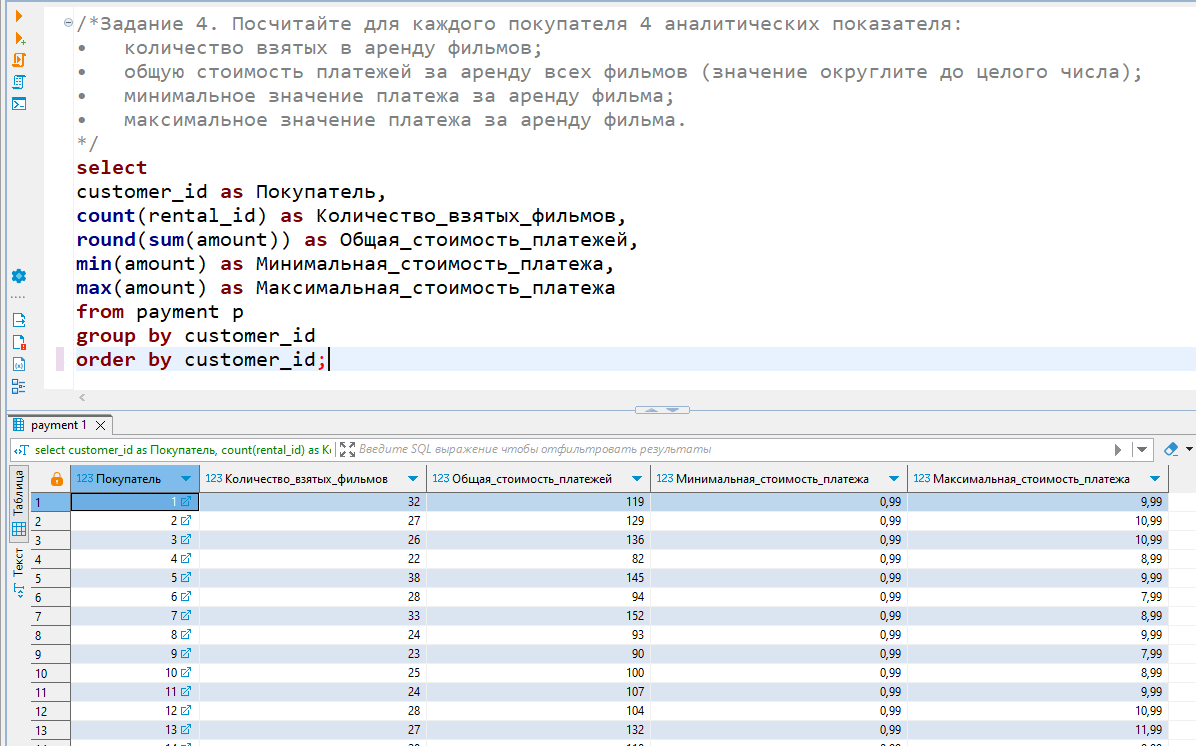 /*Задание 4. Посчитайте для каждого покупателя 4 аналитических показателя:
• количество взятых в аренду фильмов;
• общую стоимость платежей за аренду всех фильмов (значение округлите до целого числа);
• минимальное значение платежа за аренду фильма;
• максимальное значение платежа за аренду фильма.
*/
select
customer_id as Покупатель,
count(rental_id) as Количество_взятых_фильмов,
round(sum(amount)) as Общая_стоимость_платежей,
min(amount) as Минимальная_стоимость_платежа,
max(amount) as Максимальная_стоимость_платежа
from payment p
group by customer_id
order by customer_id;
payment 1
select customer_id as Покупатель, count(rental_id) as Введите SQL выражение чтобы отфильтровать результаты
Таблица
Текст
123 Покупатель 123 Количество_взятых_фильмов 123 Общая_стоимость_платежей 123 Минимальная_стоимость_платежа 123 Максимальная_стоимость_платежа
1 1 32 119 0,99 9,99
2 2 27 129 0,99 10,99
3 3 26 136 0,99 10,99
4 4 22 82 0,99 8,99
5 5 38 145 0,99 9,99
6 6 28 94 0,99 7,99
7 7 33 152 0,99 8,99
8 8 24 93 0,99 9,99
9 9 23 90 0,99 7,99
10 10 25 100 0,99 8,99
11 11 24 107 0,99 9,99
12 12 28 104 0,99 10,99
13 13 27 132 0,99 11,99